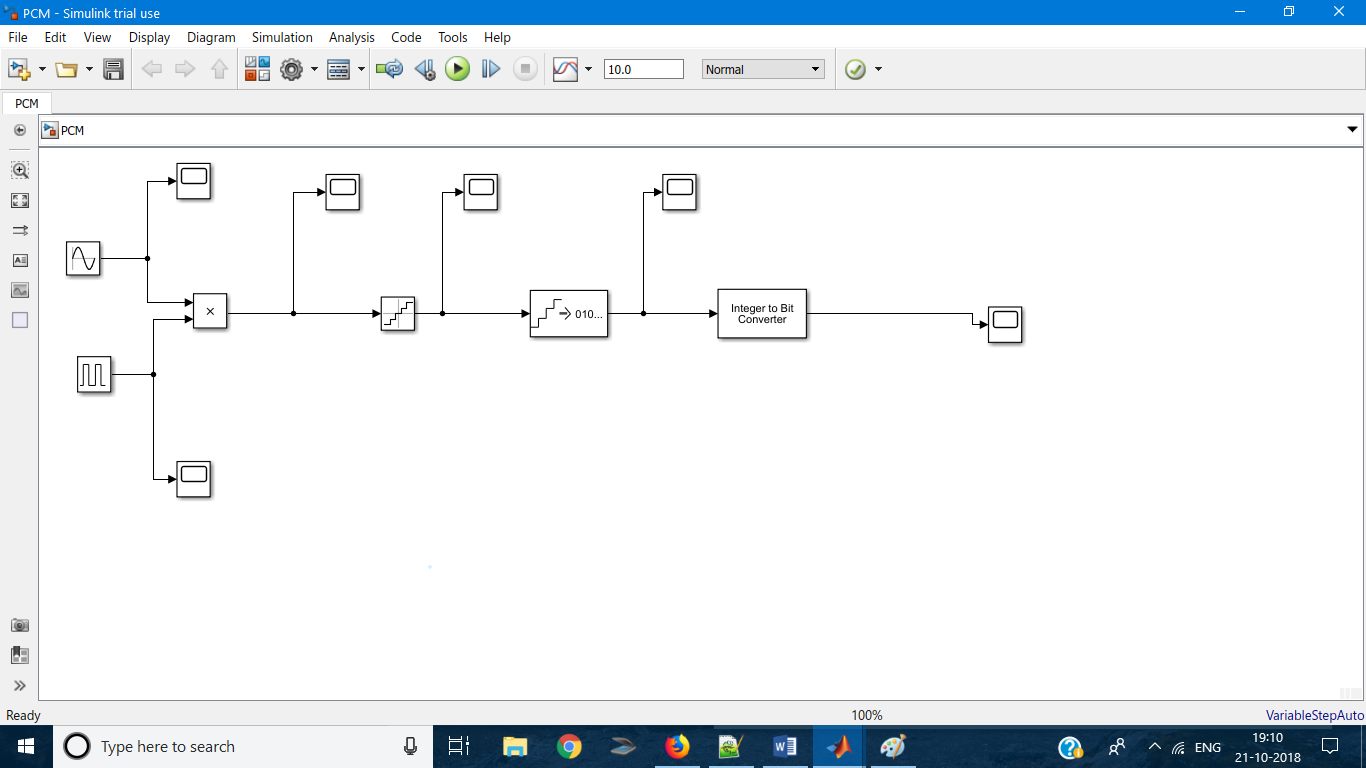 PCM - Simulink trial use
File Edit View Display Diagram Simulation Analysis Code Tools Help
10.0 Normal
PCM
PCM
×
010...
Integer to Bit
Converter
Ready 100% VariableStepAuto
Type here to search
ENG
19:10
21-10-2018